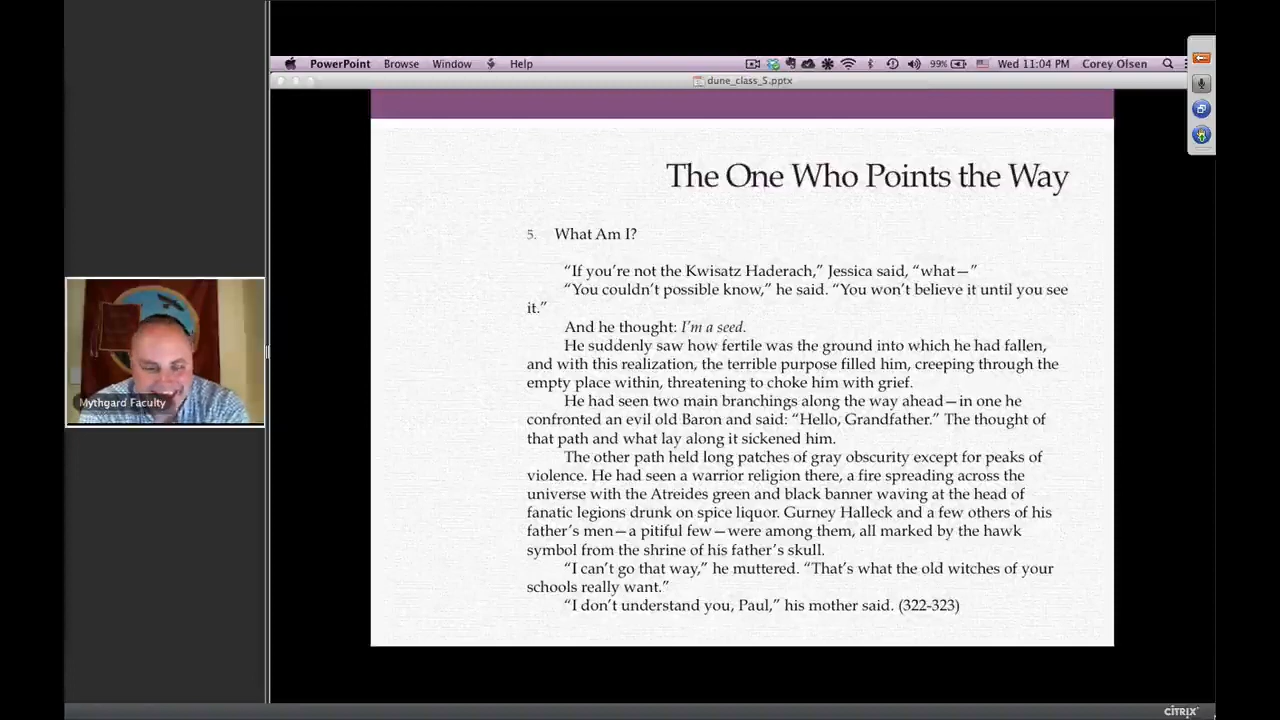 PowerPoint Browse Window Help 99% Wed 11:04 PM Corey Olsen
dune_class_5.pptx
The One Who Points the Way
5. What Am I?
“If you’re not the Kwisatz Haderach,” Jessica said, “what—”
“You couldn’t possible know,” he said. “You won’t believe it until you see
it.”
And he thought: I’m a seed.
He suddenly saw how fertile was the ground into which he had fallen,
and with this realization, the terrible purpose filled him, creeping through the
empty place within, threatening to choke him with grief.
He had seen two main branchings along the way ahead—in one he
confronted an evil old Baron and said: “Hello, Grandfather.” The thought of
that path and what lay along it sickened him.
The other path held long patches of gray obscurity except for peaks of
violence. He had seen a warrior religion there, a fire spreading across the
universe with the Atreides green and black banner waving at the head of
fanatic legions drunk on spice liquor. Gurney Halleck and a few others of his
father’s men—a pitiful few—were among them, all marked by the hawk
symbol from the shrine of his father’s skull.
“I can’t go that way,” he muttered. “That’s what the old witches of your
schools really want.”
“I don’t understand you, Paul,” his mother said. (322-323)
Mythgard Faculty
CITRIX